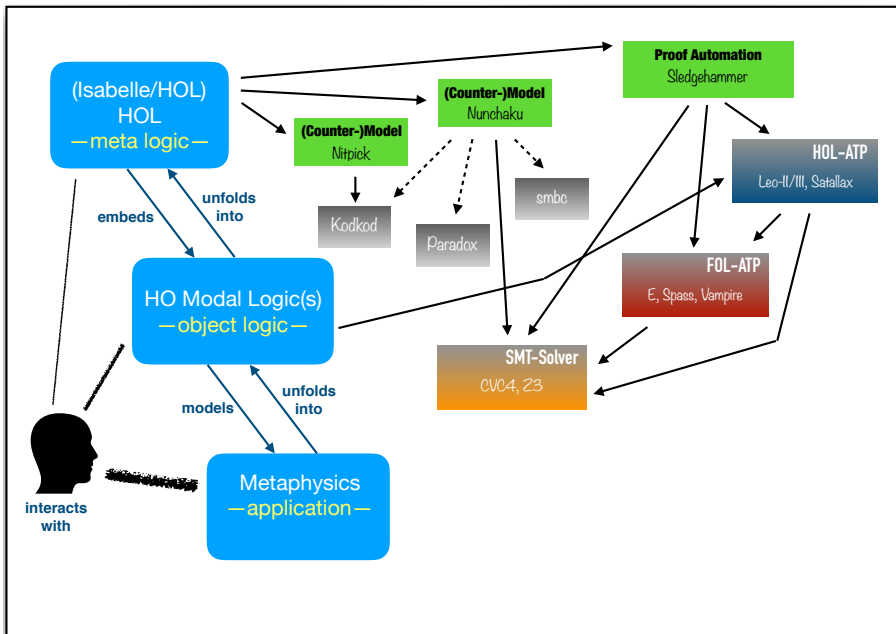 (Isabelle/HOL)
HOL
—meta logic—
(Counter-)Model
Nitpick
(Counter-)Model
Nunchaku
Proof Automation
Sledgehammer
HOL-ATP
Leo-II/III, Satallax
Kodkod
Paradox
smbc
embeds
unfolds
into
HO Modal Logic(s)
—object logic—
FOL-ATP
E, Spass, Vampire
SMT-Solver
CVC4, Z3
models
unfolds
into
Metaphysics
—application—
interacts
with